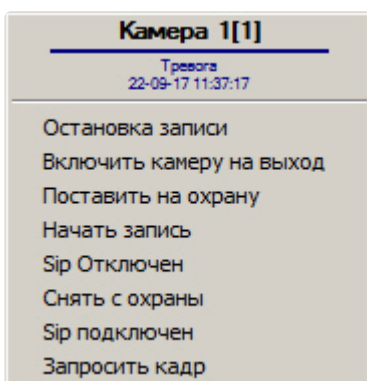 Камера 1[1]
Тревога
22-09-17 11:37:17
Остановка записи
Включить камеру на выход
Поставить на охрану
Начать запись
Sip Отключен
Снять с охраны
Sip подключен
Запросить кадр